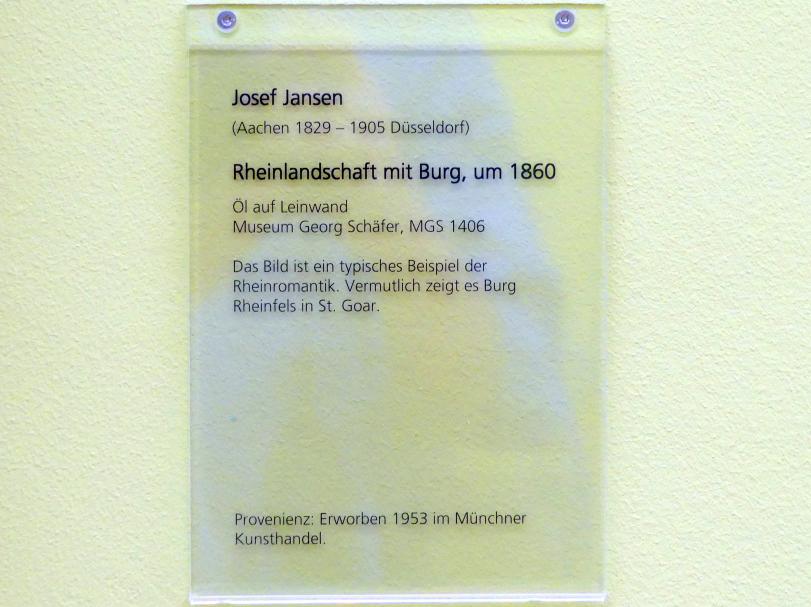 Josef Jansen
(Aachen 1829 – 1905 Düsseldorf)
Rheinlandschaft mit Burg, um 1860
Öl auf Leinwand
Museum Georg Schäfer, MGS 1406
Das Bild ist ein typisches Beispiel der
Rheinromantik. Vermutlich zeigt es Burg
Rheinfels in St. Goar.
Provenienz: Erworben 1953 im Münchner
Kunsthandel.